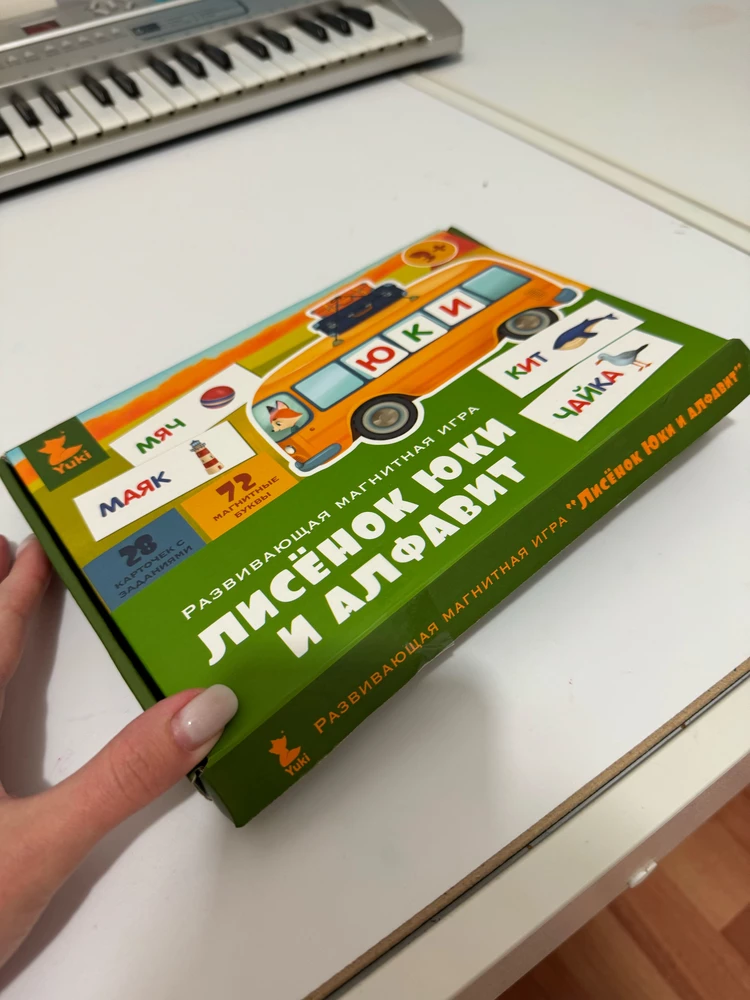 3+
ЮКИ
Yuki
МЯЧ
МАЯК
КИТ
ЧАЙКА
72
МАГНИТНЫЕ
БУКВЫ
28
КАРТОЧЕК С
ЗАДАНИЯМИ
РАЗВИВАЮЩАЯ МАГНИТНАЯ ИГРА
ЛИСЁНОК ЮКИ
И АЛФАВИТ
Yuki
РАЗВИВАЮЩАЯ МАГНИТНАЯ ИГРА "ЛИСЁНОК ЮКИ И АЛФАВИТ"